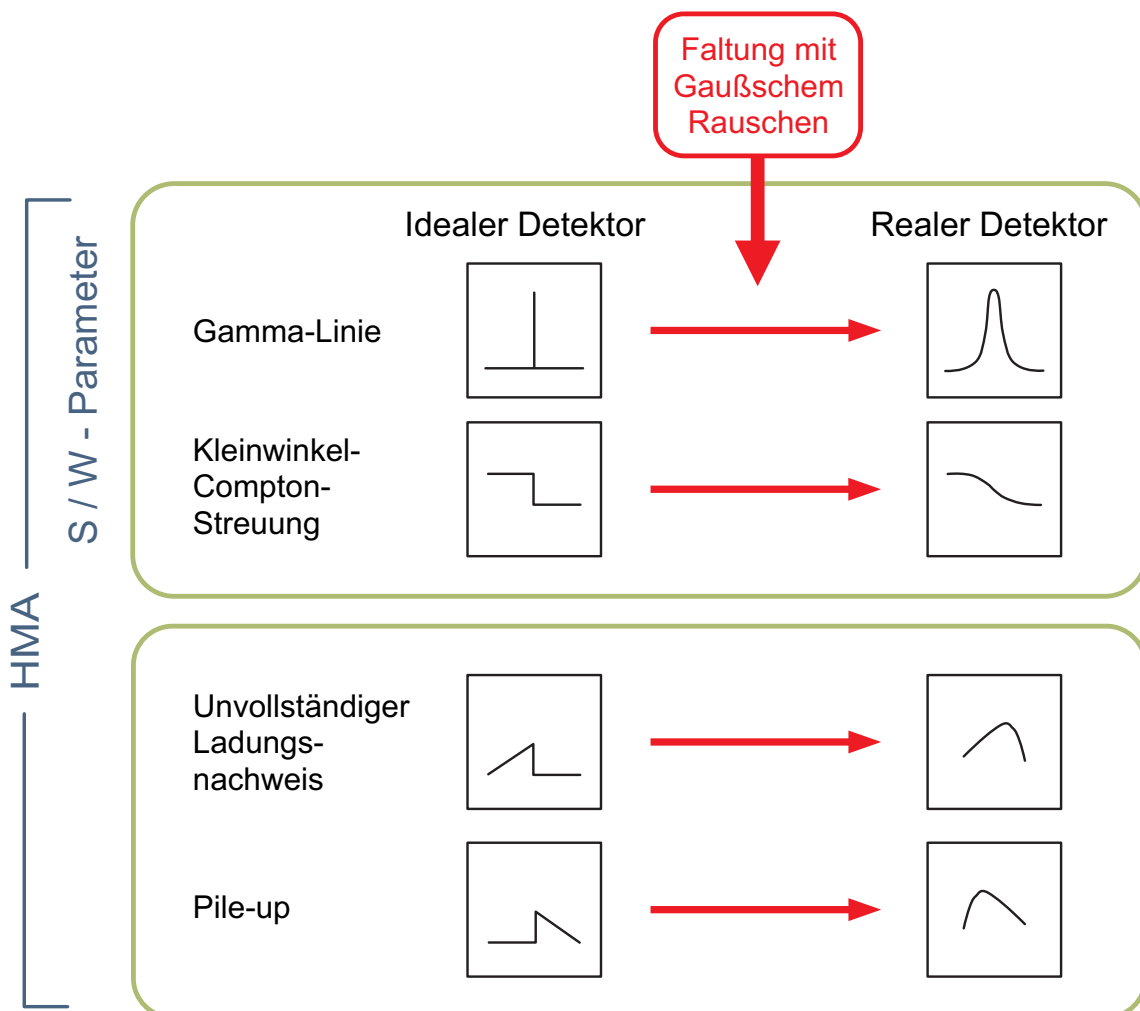 Faltung mit
Gaußschem
Rauschen
Idealer Detektor
Realer Detektor
HMA
S / W - Parameter
Gamma-Linie
Kleinwinkel-
Compton-
Streuung
Unvollständiger
Ladungs-
nachweis
Pile-up